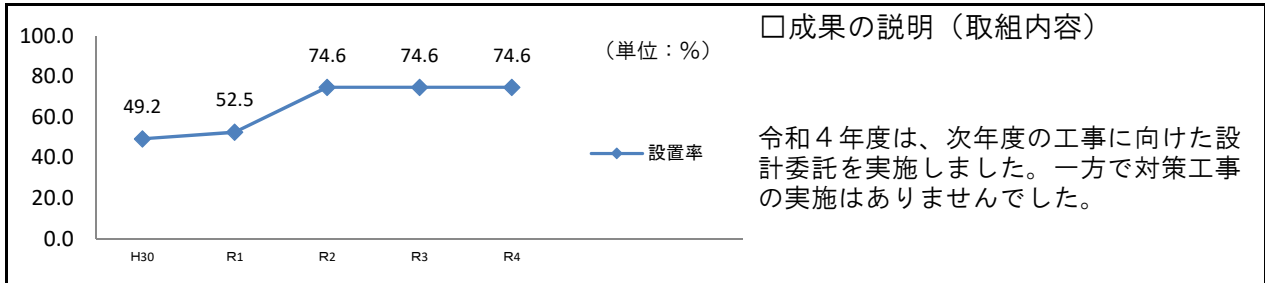 100.0
80.0
60.0
40.0
20.0
0.0
49.2
52.5
74.6
74.6
74.6
H30
R1
R2
R3
R4
（単位：％）
設置率
□成果の説明（取組内容）
令和４年度は、次年度の工事に向けた設
計委託を実施しました。一方で対策工事
の実施はありませんでした。